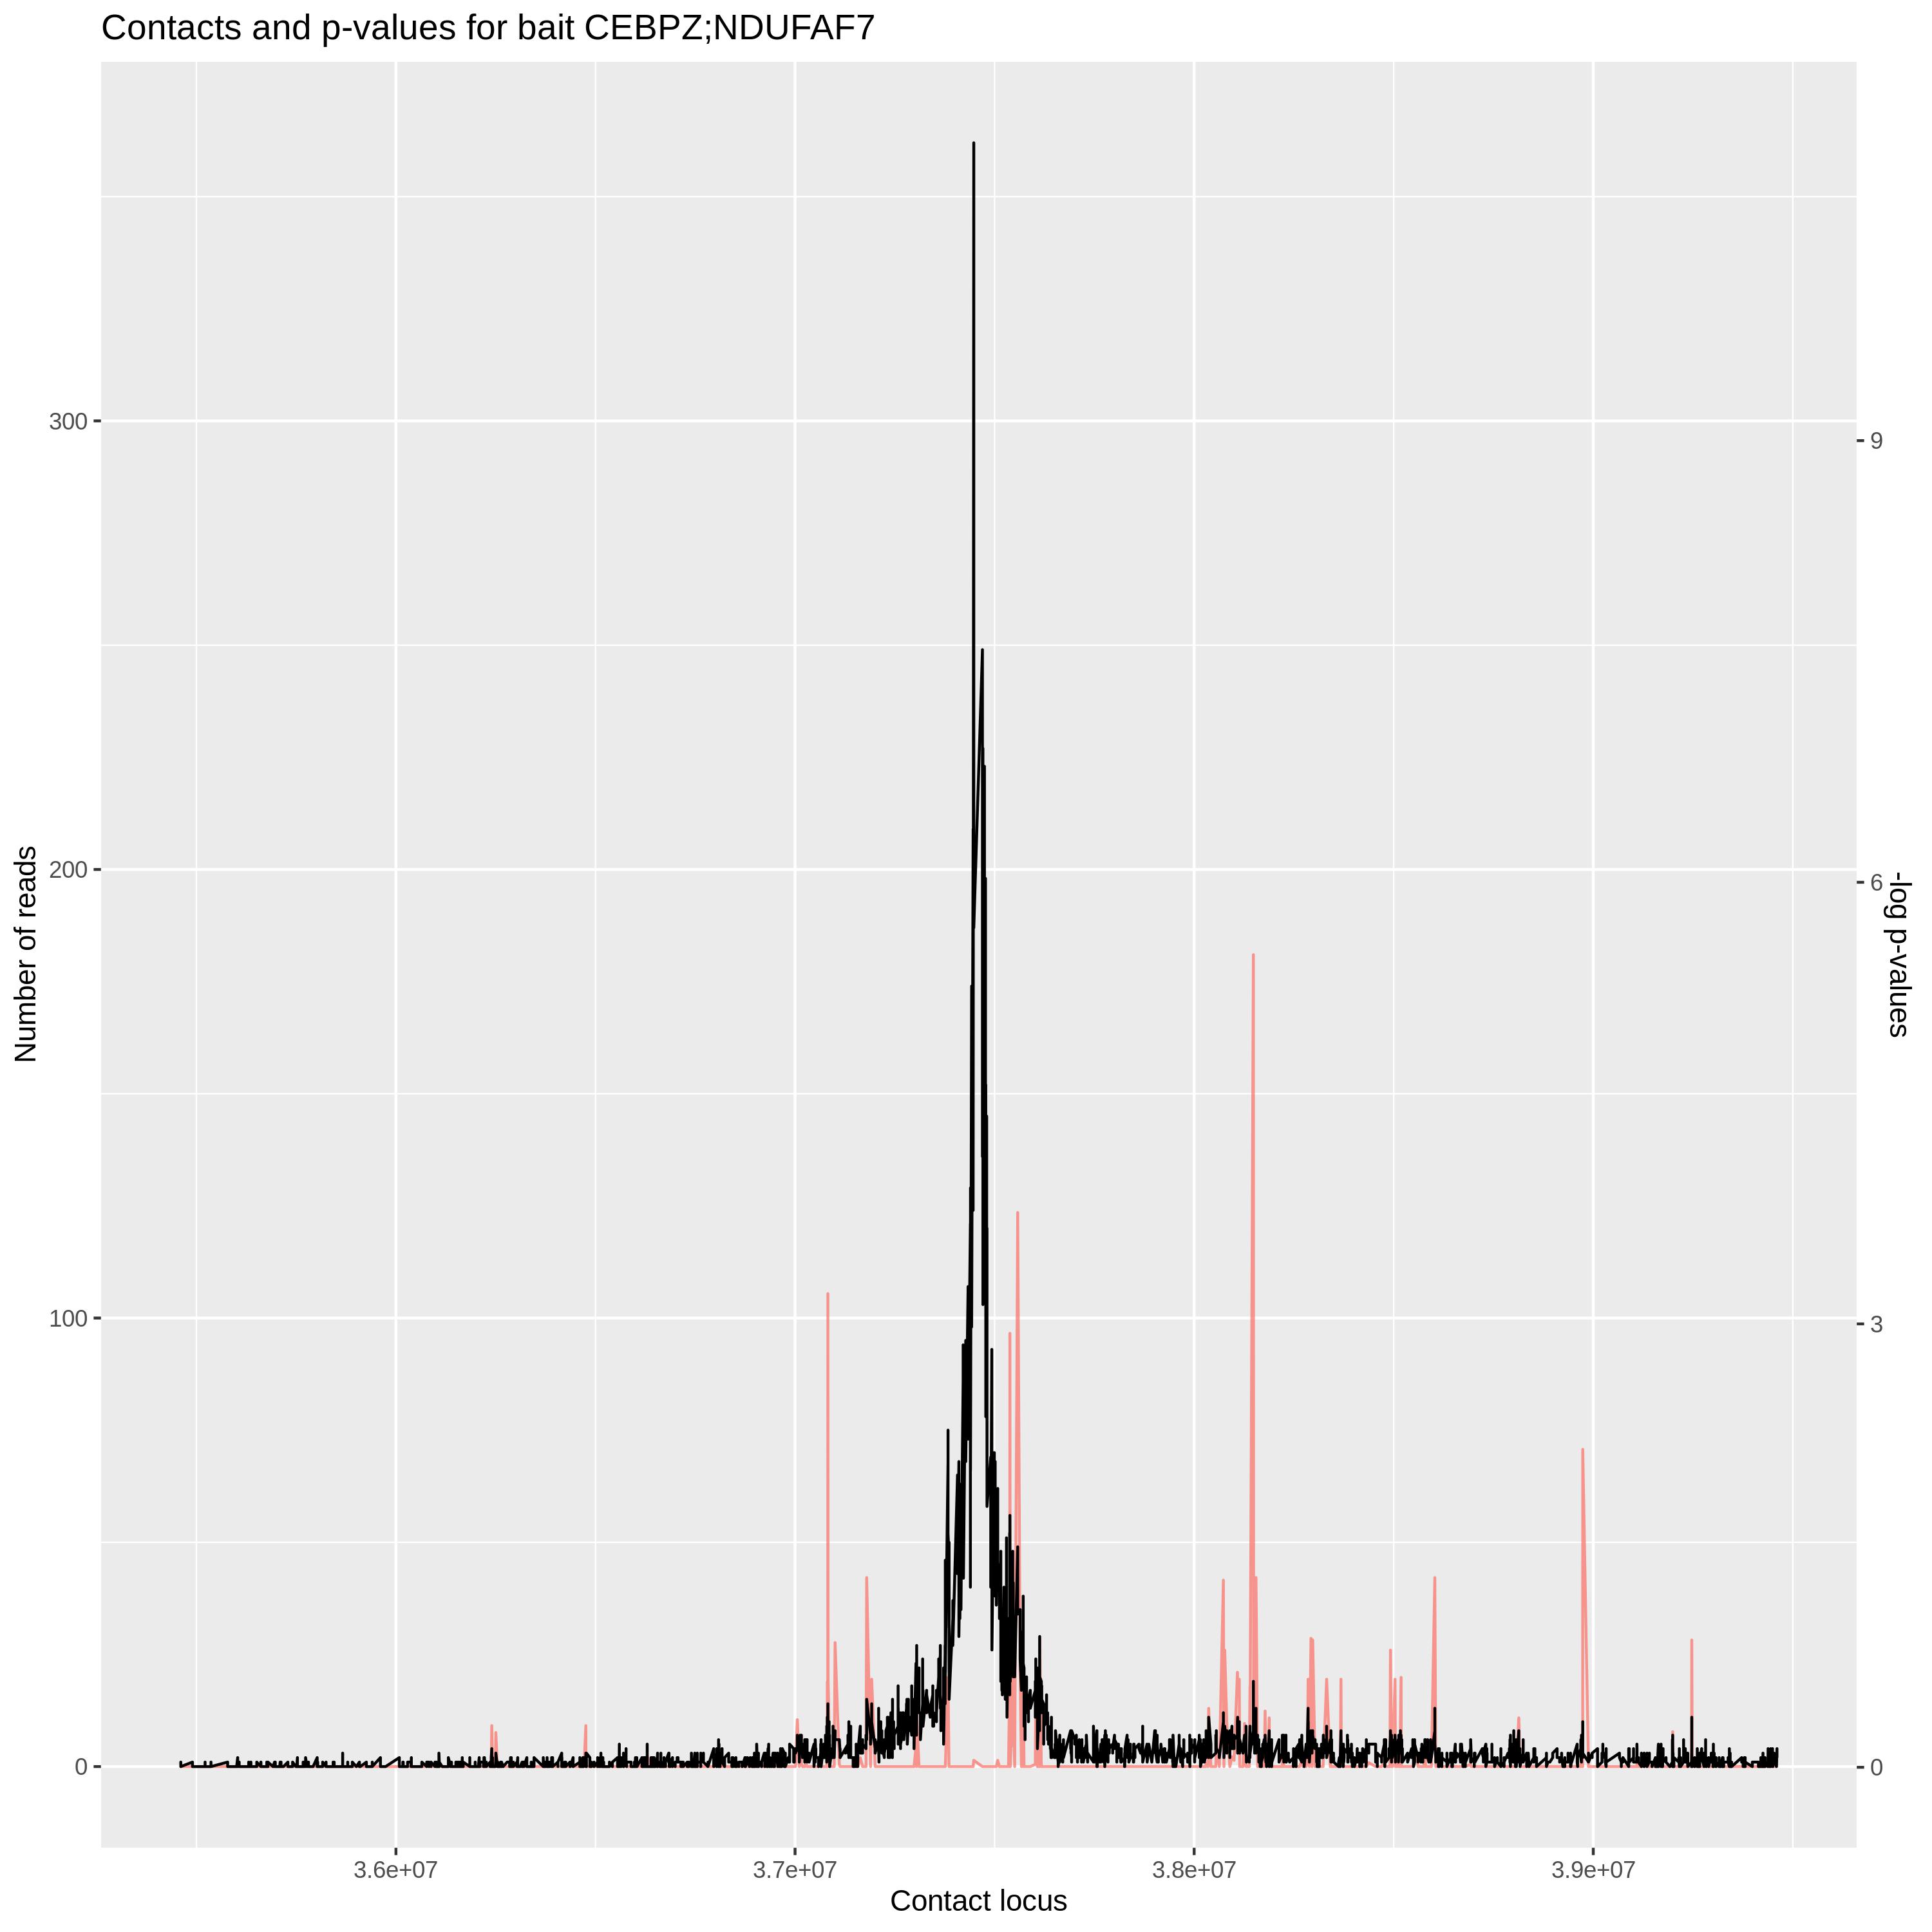 Contacts and p-values for bait CEBPZ;NDUFAF7
Number of reads
300
200
100
0
9
6
3
0
-log p-values
3.6e+07
3.7e+07
3.8e+07
3.9e+07
Contact locus